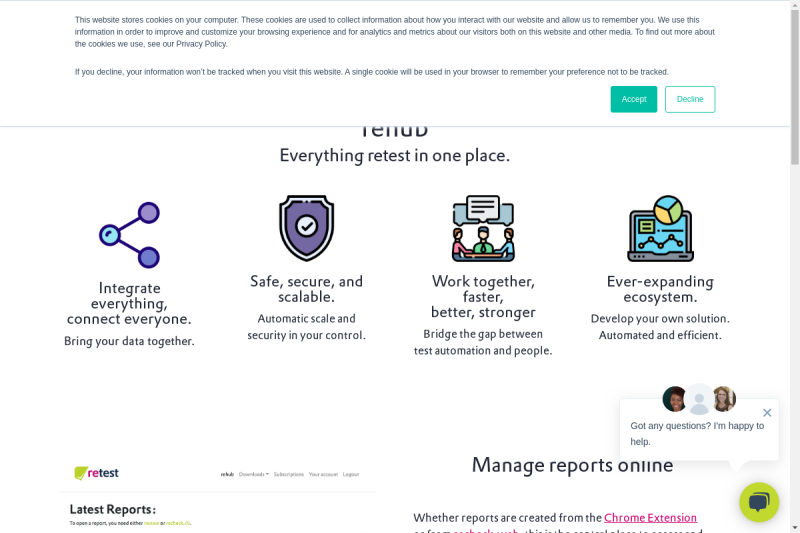 This website stores cookies on your computer. These cookies are used to collect information about how you interact with our website and allow us to remember you. We use this
information in order to improve and customize your browsing experience and for analytics and metrics about our visitors both on this website and other media. To find out more about
the cookies we use, see our Privacy Policy.
If you decline, your information won't be tracked when you visit this website. A single cookie will be used in your browser to remember your preference not to be tracked.
Accept
Decline
rehub
Everything retest in one place.
Integrate
everything,
connect everyone.
Bring your data together.
Safe, secure, and
scalable.
Automatic scale and
security in your control.
Work together,
faster,
better, stronger
Bridge the gap between
test automation and people.
Ever-expanding
ecosystem.
Develop your own solution.
Automated and efficient.
Got any questions? I'm happy to
help.
retest
rehub Downloads Subscriptions Your account Logout
Latest Reports:
To open a report, you need either review or recheck.cli.
Manage reports online
Whether reports are created from the Chrome Extension
or from recheck-web, this is the central place to access and